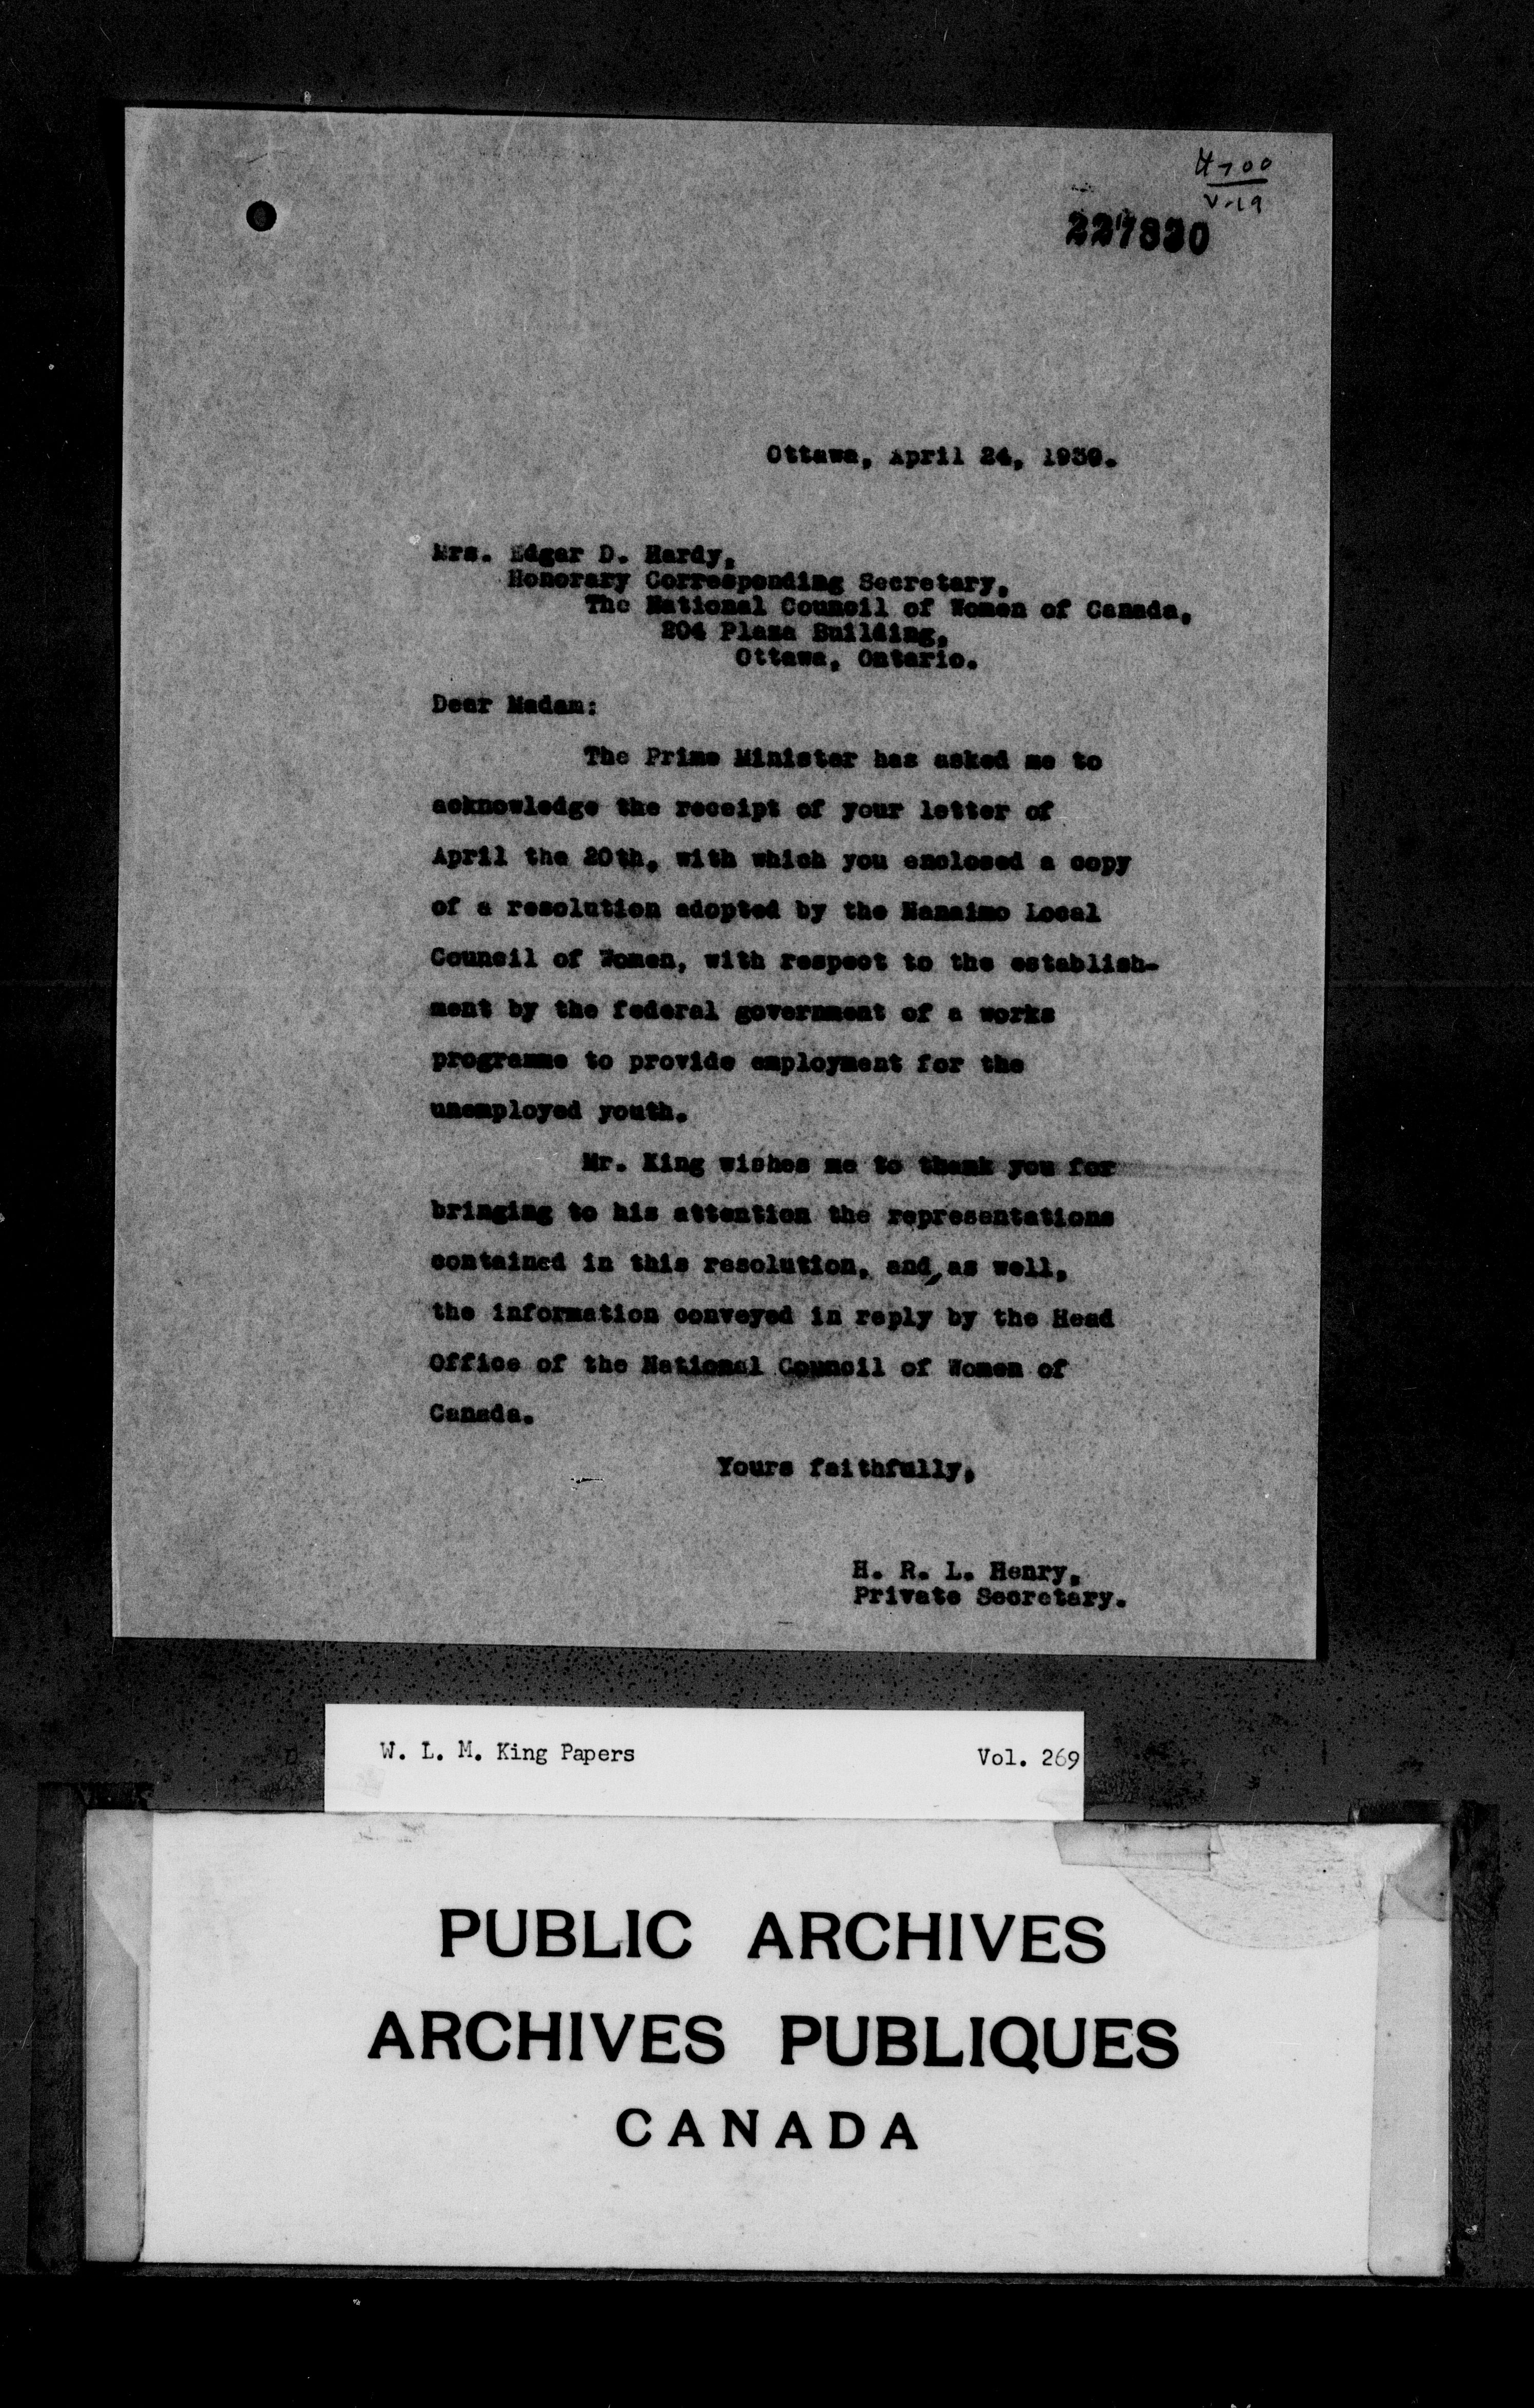 H-700
V-19
227820
Ottawa, April 24, 1939.
Mrs. Edgar D. Hardy,
Honorary Corresponding Secretary,
The National Council of Women of Canada,
204 Plaza Building,
Ottawa, Ontario.
Dear Madam:
The Prime Minister has asked me to
acknowledge the receipt of your letter of
April the 20th, with which you enclosed a copy
of a resolution adopted by the Nanaimo Local
Council of Women, with respect to the establish-
ment by the federal government of a works
programme to provide employment for the
unemployed youth.
Mr. King wishes me to thank you for
bringing to his attention the representations
contained in this resolution, and, as well,
the information conveyed in reply by the Head
Office of the National Council of Women of
Canada.
Yours faithfully,
H. R. L. Henry,
Private Secretary.
W. L. M. King Papers Vol. 269
PUBLIC ARCHIVES
ARCHIVES PUBLIQUES
CANADA